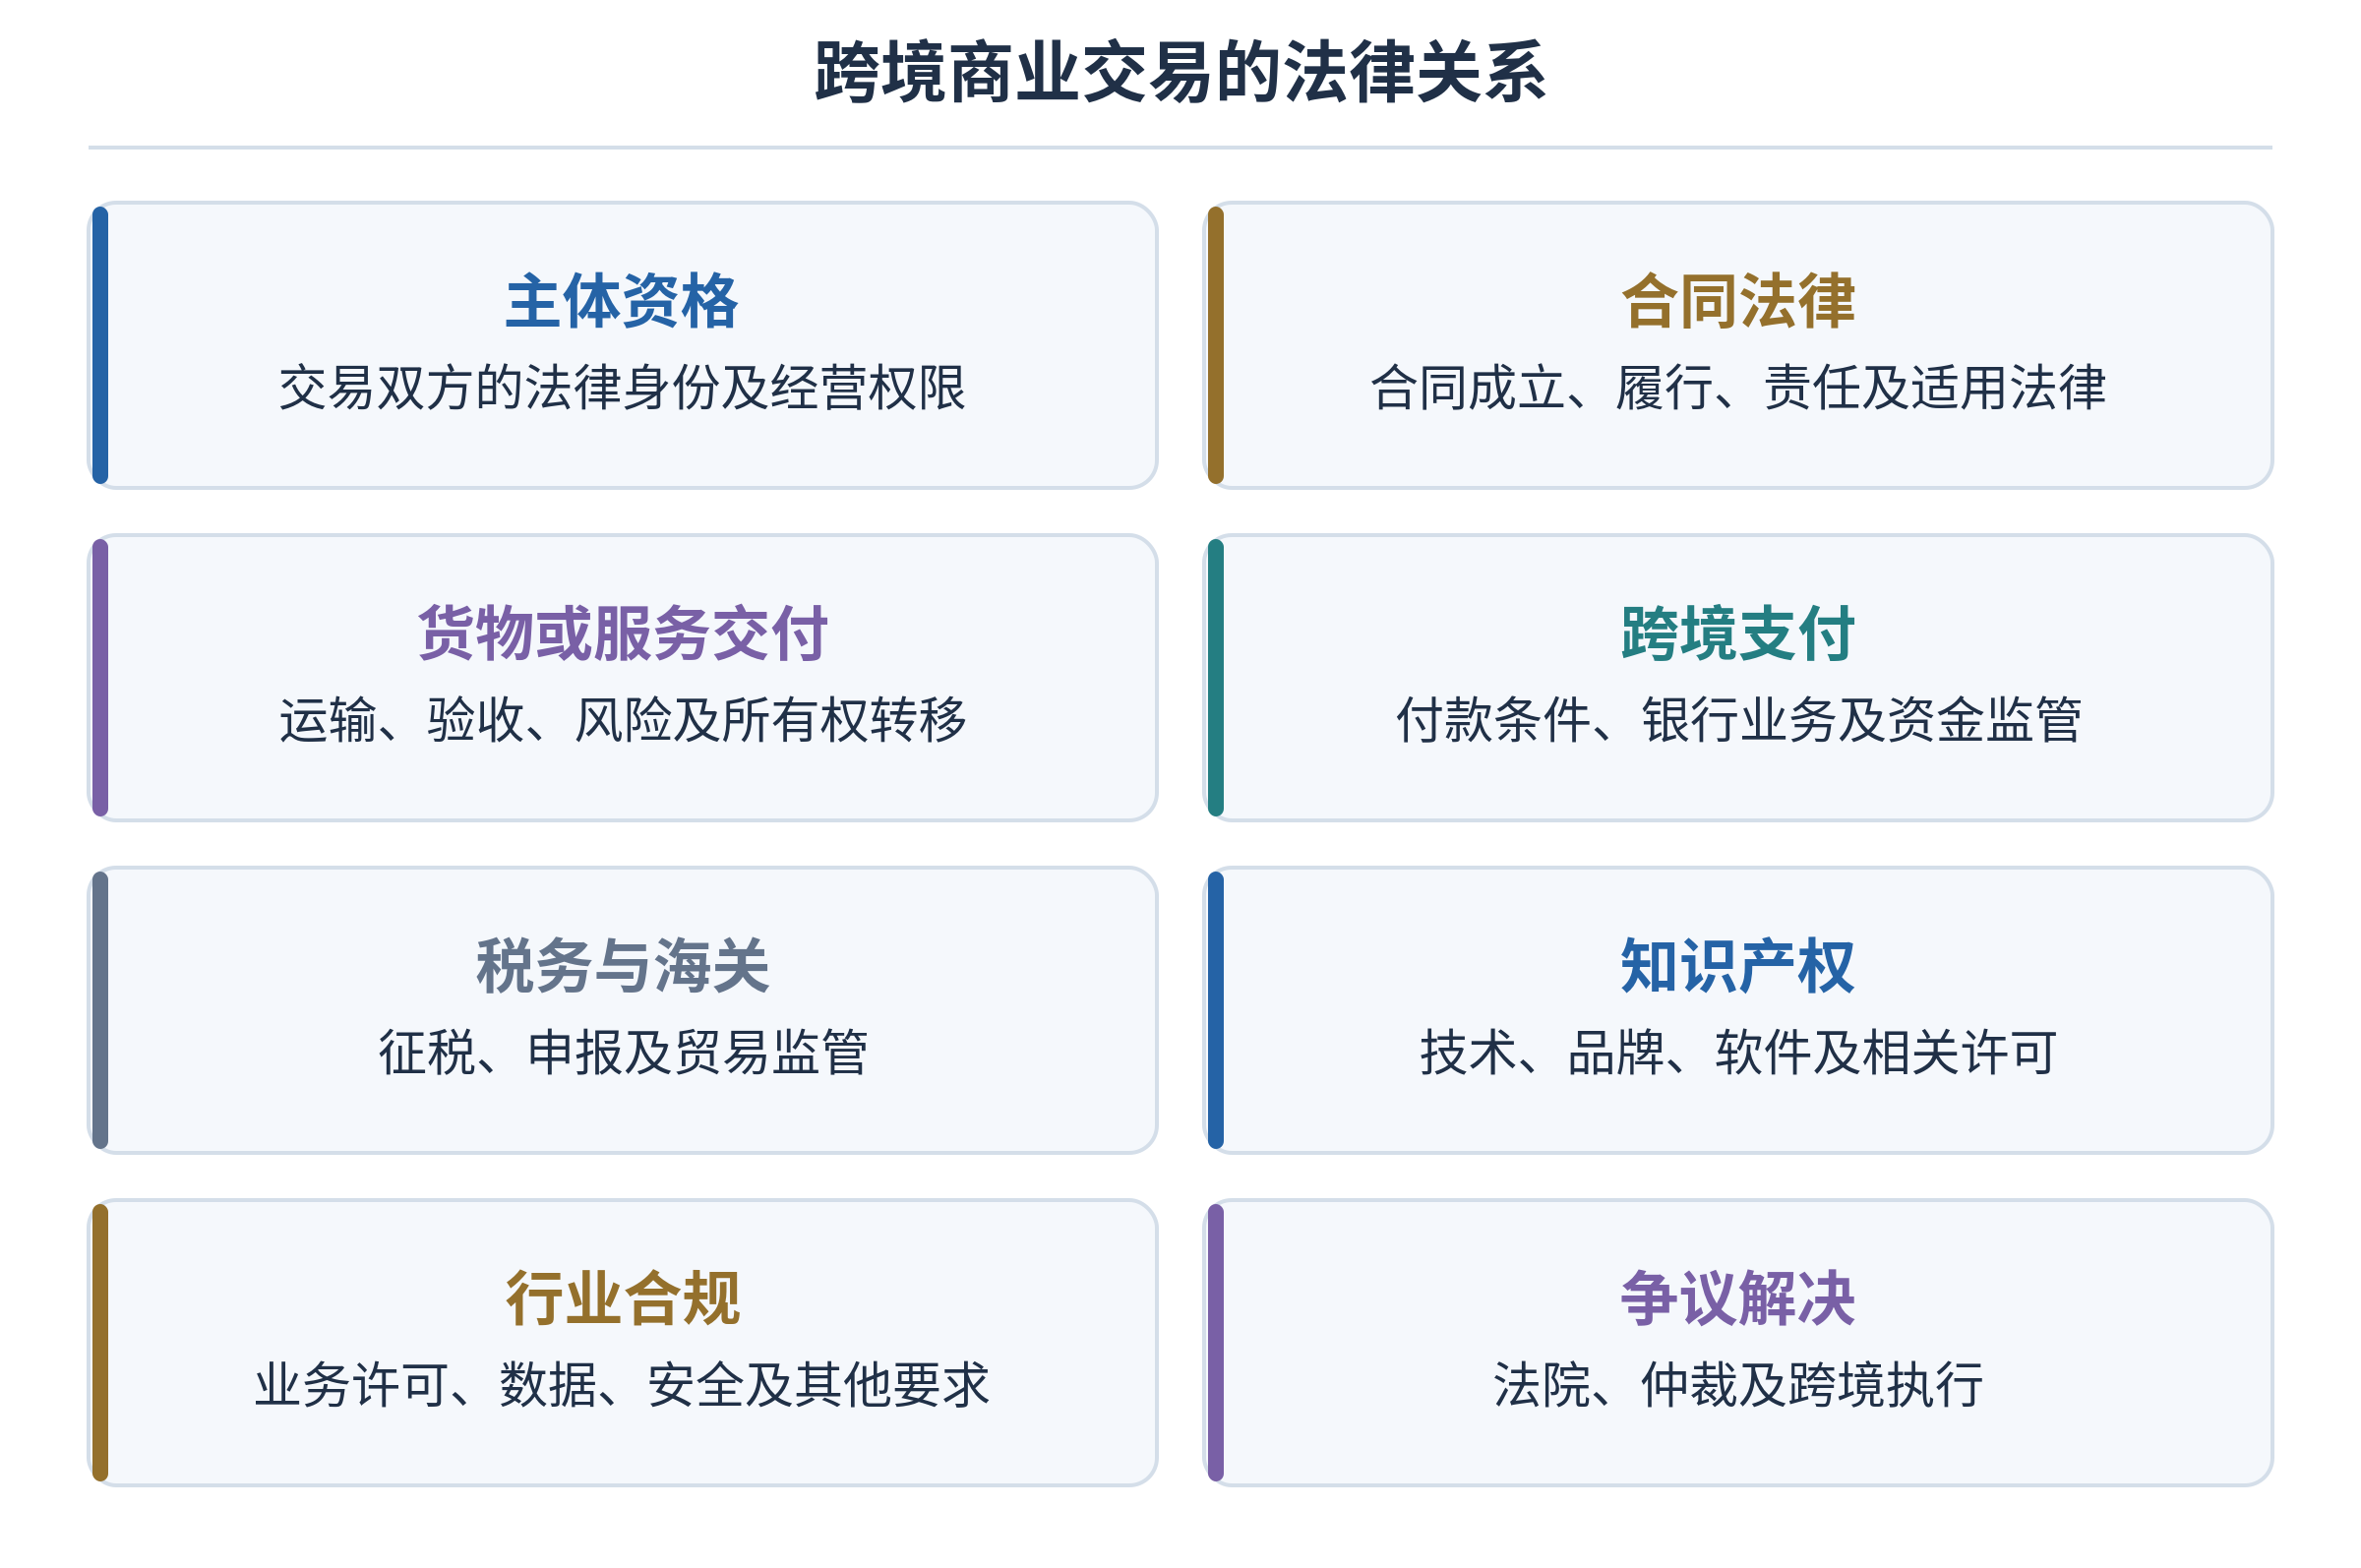 跨境商业交易的法律关系
主体资格
交易双方的法律身份及经营权限
合同法律
合同成立、履行、责任及适用法律
货物或服务交付
运输、验收、风险及所有权转移
跨境支付
付款条件、银行业务及资金监管
税务与海关
征税、申报及贸易监管
知识产权
技术、品牌、软件及相关许可
行业合规
业务许可、数据、安全及其他要求
争议解决
法院、仲裁及跨境执行